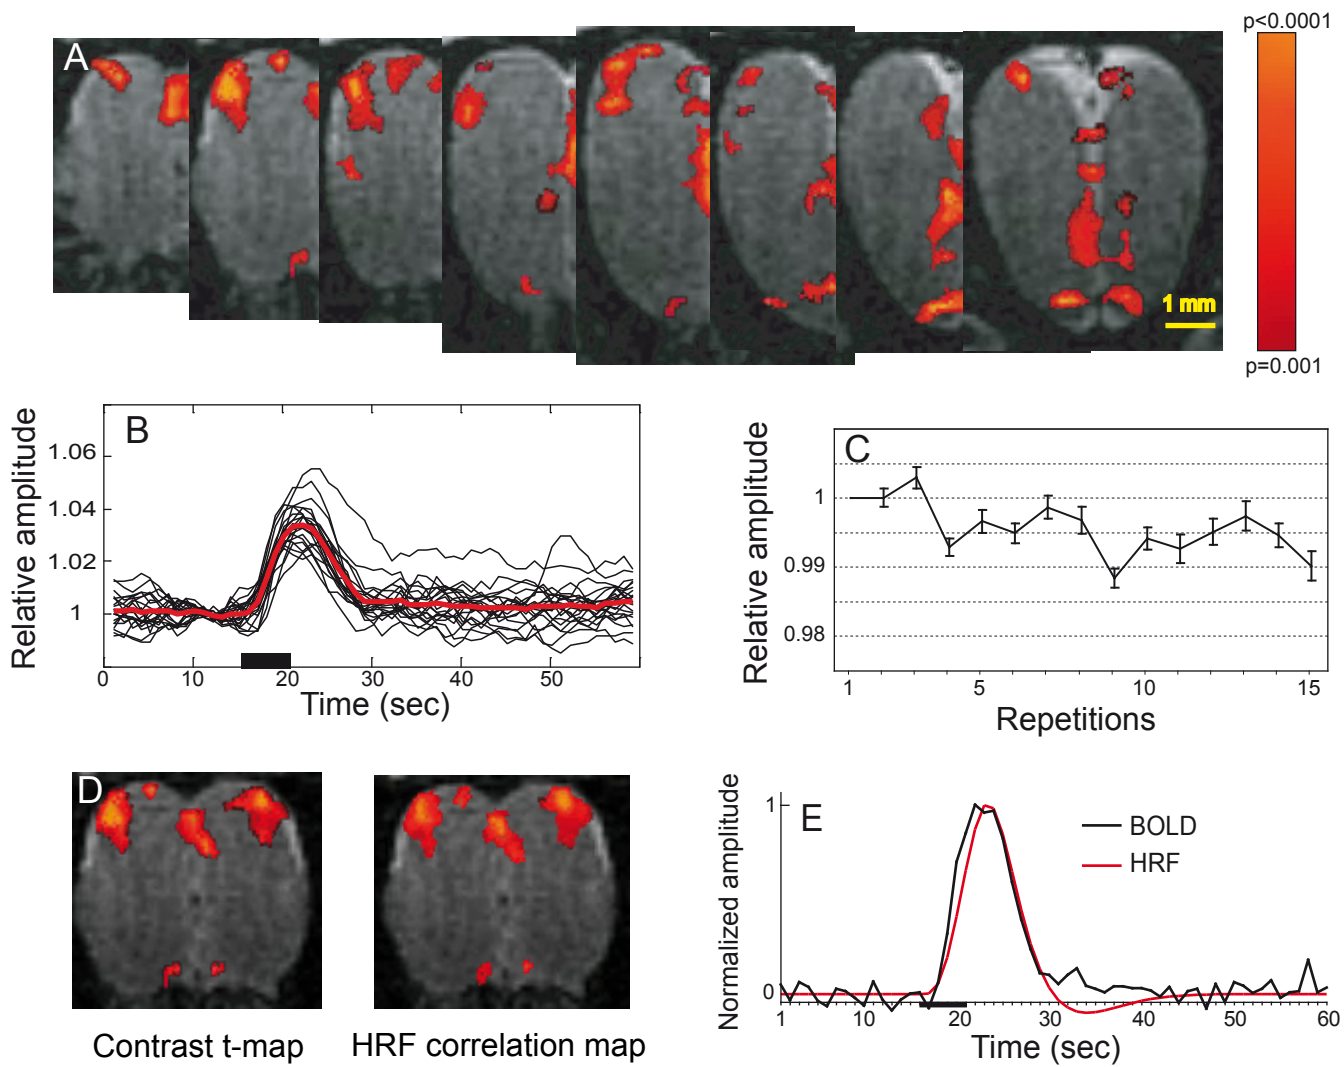 A
p<0.0001
1 mm
p=0.001
B
Relative amplitude
1.06
1.04
1.02
1
0 10 20 30 40 50
Time (sec)
C
Relative amplitude
1
0.99
0.98
1 5 10 15
Repetitions
D
Contrast t-map
HRF correlation map
E
Normalized amplitude
1
0
BOLD
HRF
1 10 20 30 40 50 60
Time (sec)